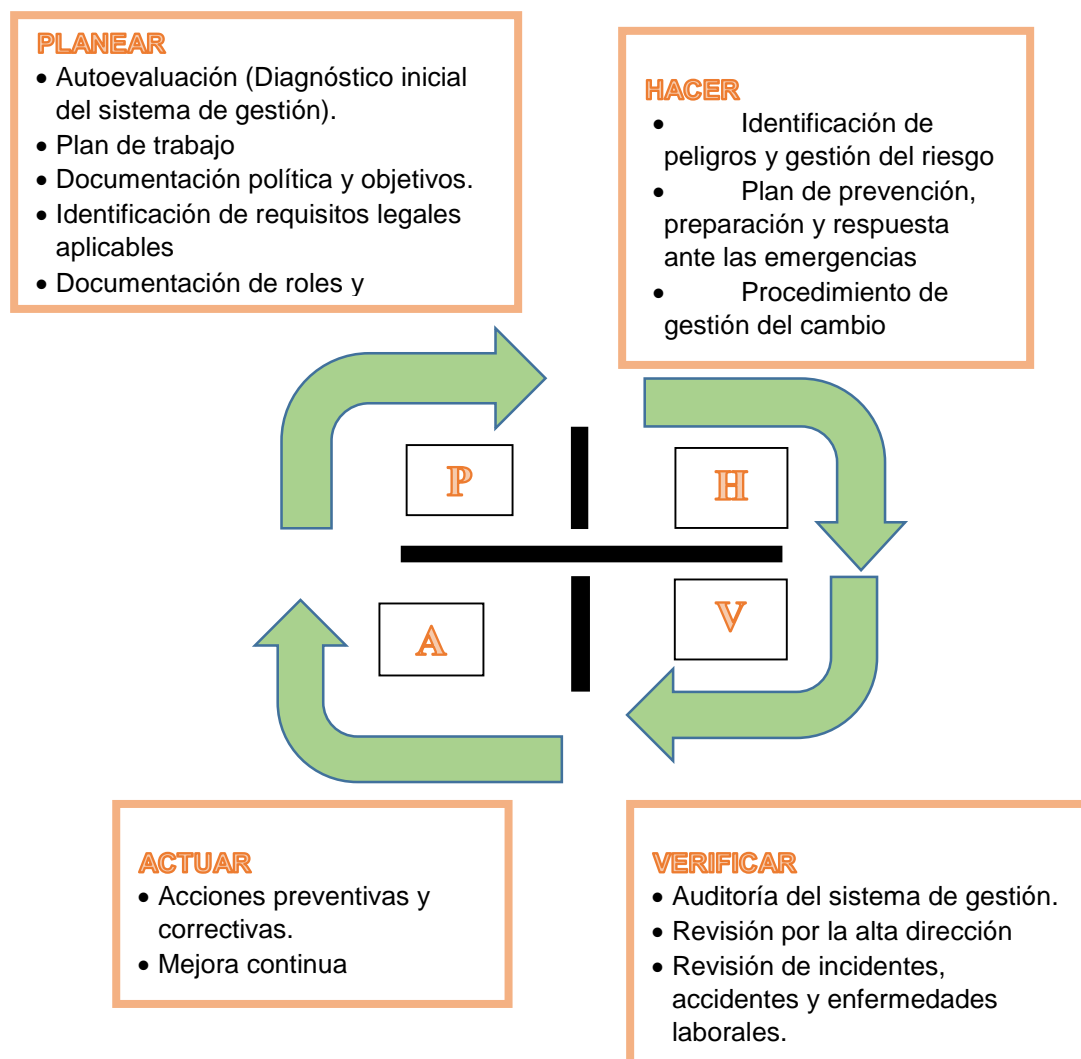 PLANEAR
• Autoevaluación (Diagnóstico inicial
del sistema de gestión).
• Plan de trabajo
• Documentación política y objetivos.
• Identificación de requisitos legales
aplicables
• Documentación de roles y
HACER
• Identificación de
peligros y gestión del riesgo
• Plan de prevención,
preparación y respuesta
ante las emergencias
• Procedimiento de
gestión del cambio
P
H
A
V
ACTUAR
• Acciones preventivas y
correctivas.
• Mejora continua
VERIFICAR
• Auditoría del sistema de gestión.
• Revisión por la alta dirección
• Revisión de incidentes,
accidentes y enfermedades
laborales.